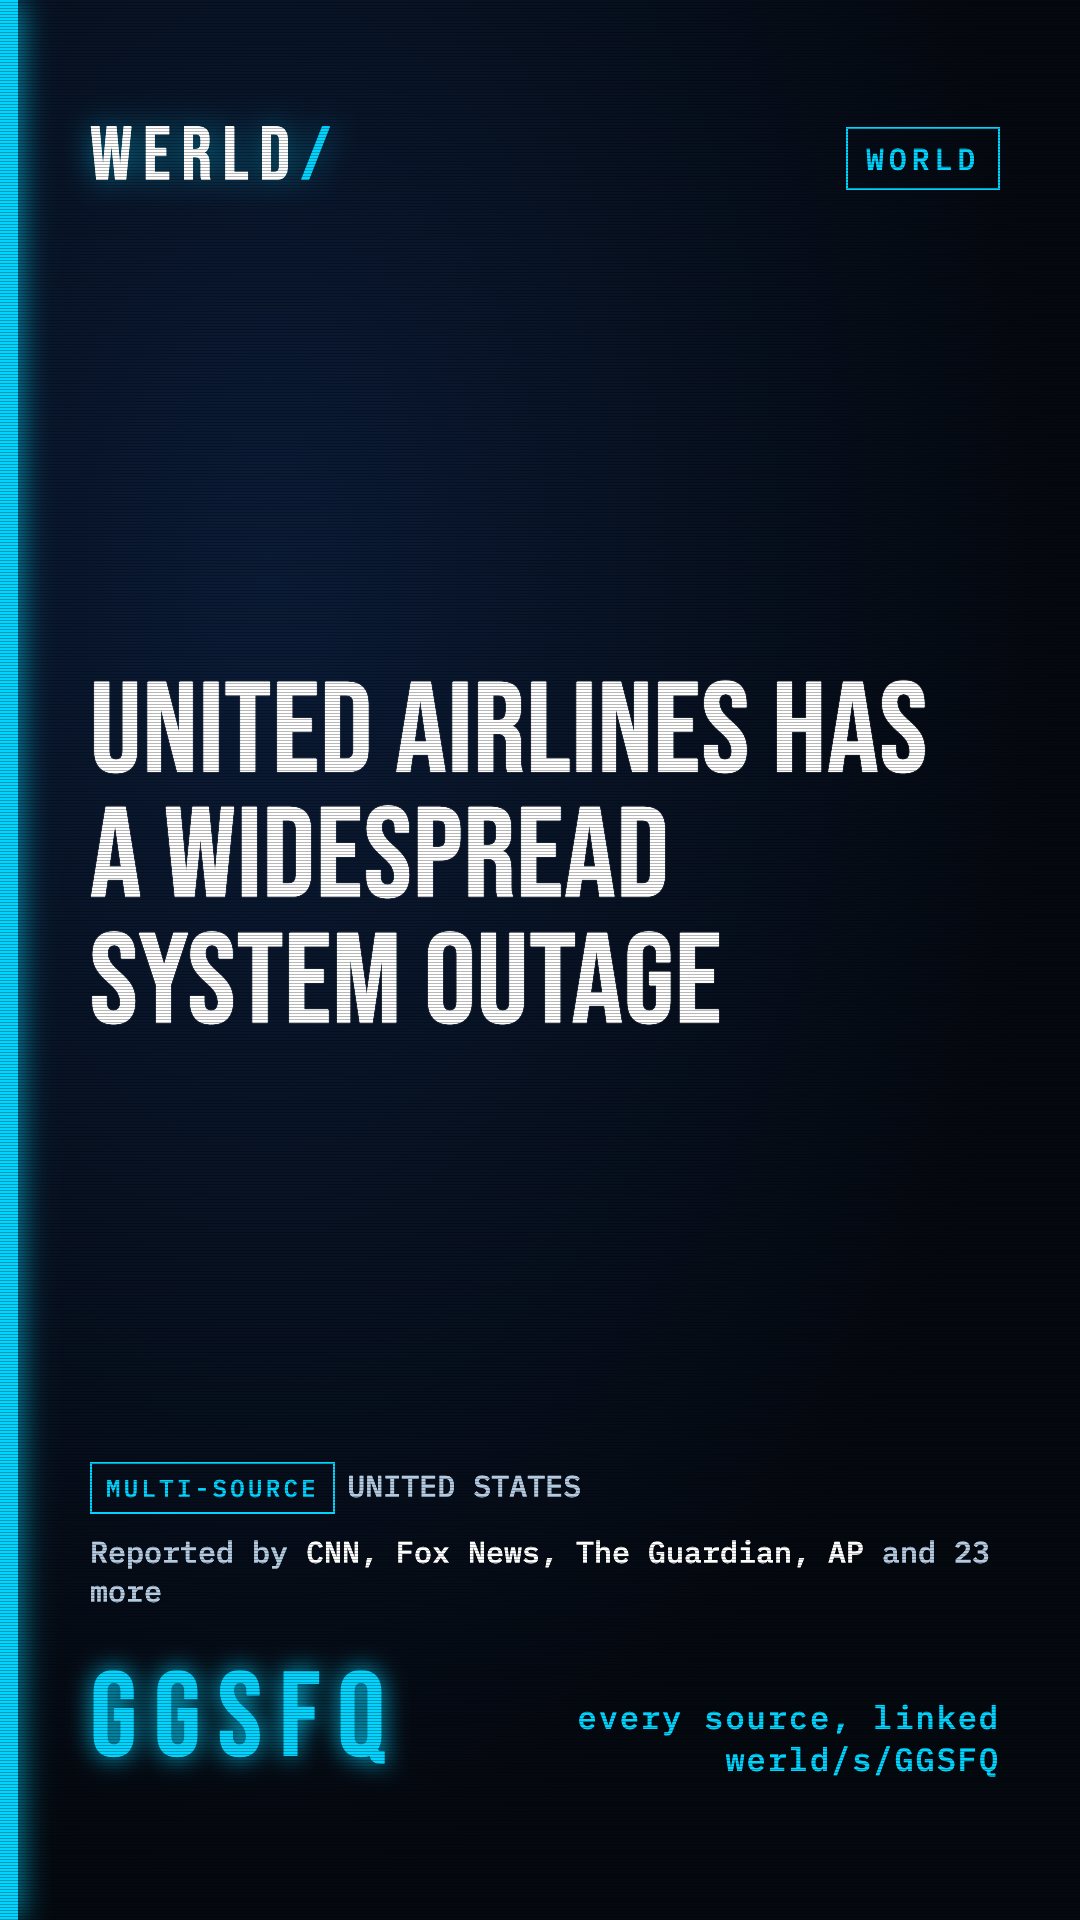 WERLD/
WORLD
UNITED AIRLINES HAS
A WIDESPREAD
SYSTEM OUTAGE
MULTI-SOURCE UNITED STATES
Reported by CNN, Fox News, The Guardian, AP and 23
more
GGSFQ
every source, linked
werld/s/GGSFQ